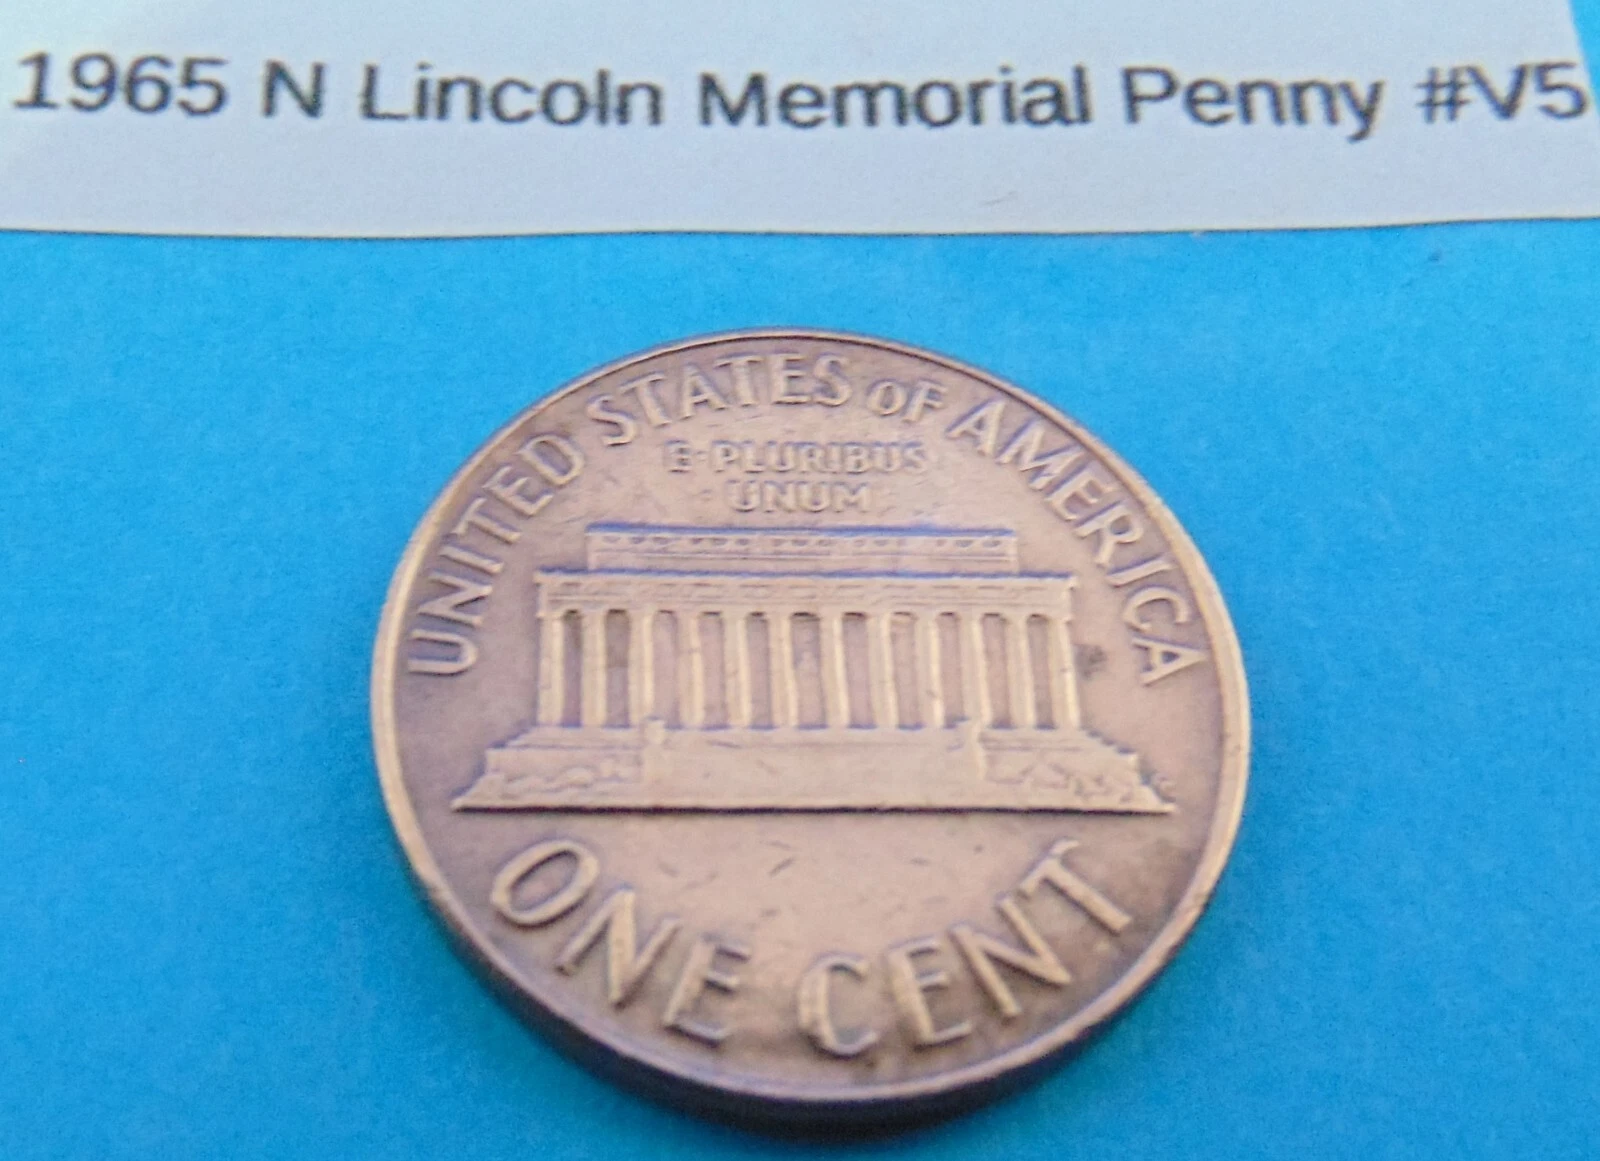 1965 N Lincoln Memorial Penny #V5
UNITED STATES OF AMERICA
E·PLURIBUS
UNUM
ONE CENT